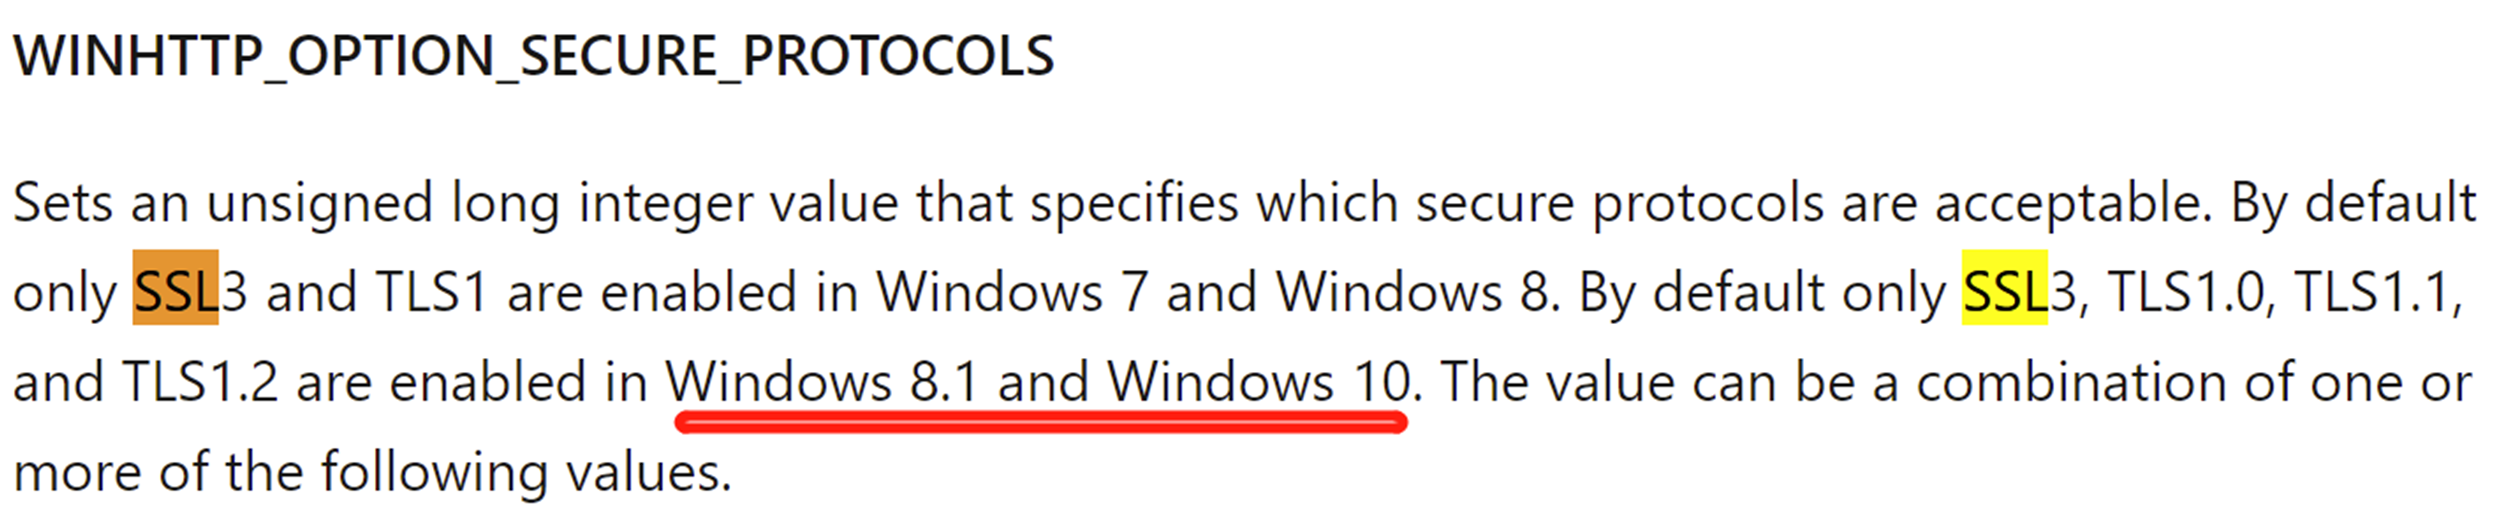 WINHTTP_OPTION_SECURE_PROTOCOLS
Sets an unsigned long integer value that specifies which secure protocols are acceptable. By default
only SSL3 and TLS1 are enabled in Windows 7 and Windows 8. By default only SSL3, TLS1.0, TLS1.1,
and TLS1.2 are enabled in Windows 8.1 and Windows 10. The value can be a combination of one or
more of the following values.